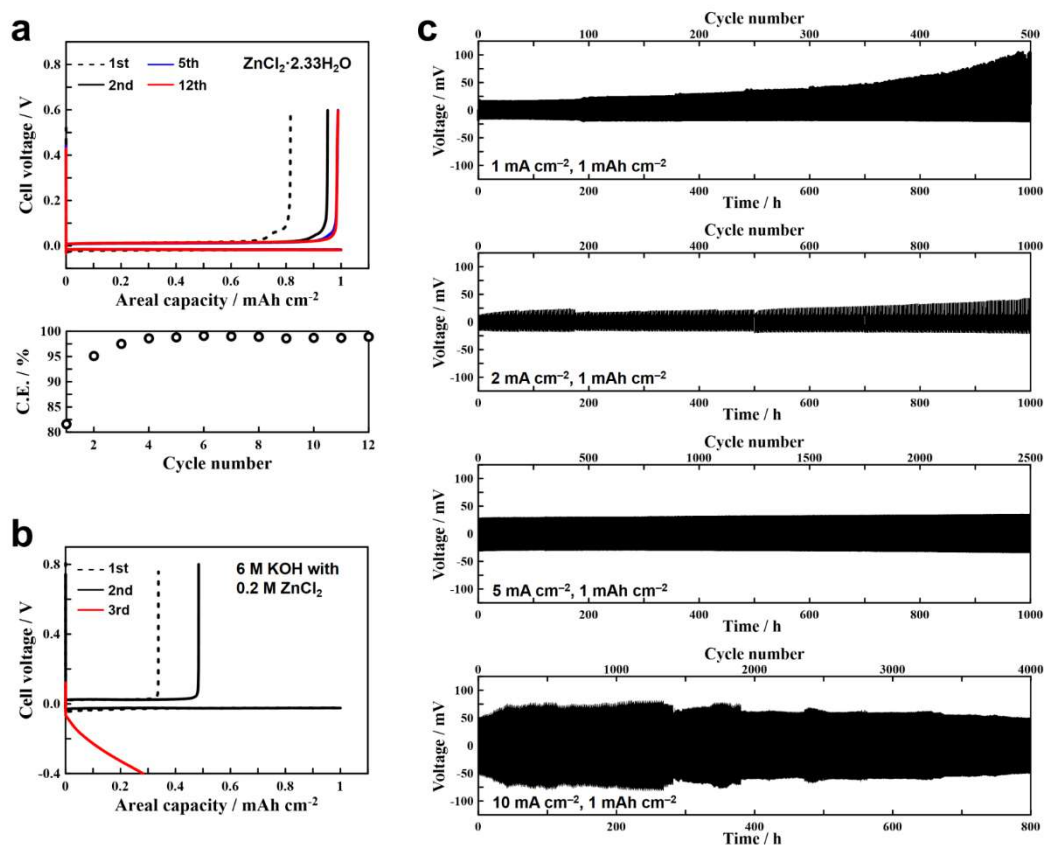 a
1st
5th
2nd
12th
ZnCl₂·2.33H₂O
Cell voltage / V
0.8
0.6
0.4
0.2
0.0
0 0.2 0.4 0.6 0.8 1
Areal capacity / mAh cm⁻²
C.E. / %
100
95
90
85
80
2 4 6 8 10 12
Cycle number
b
1st
2nd
3rd
6 M KOH with
0.2 M ZnCl₂
Cell voltage / V
0.8
0.4
0.0
-0.4
0 0.2 0.4 0.6 0.8 1
Areal capacity / mAh cm⁻²
c
Cycle number
0 100 200 300 400 500
Voltage / mV
100
50
0
-50
-100
1 mA cm⁻², 1 mAh cm⁻²
0 200 400 600 800 1000
Time / h
Cycle number
0 200 400 600 800 1000
Voltage / mV
100
50
0
-50
-100
2 mA cm⁻², 1 mAh cm⁻²
0 200 400 600 800 1000
Time / h
Cycle number
0 500 750 1000 1250 1500 2000 2500
Voltage / mV
100
50
0
-50
-100
5 mA cm⁻², 1 mAh cm⁻²
0 200 400 600 800 1000
Time / h
Cycle number
0 1000 2000 3000 4000
Voltage / mV
100
50
0
-50
-100
10 mA cm⁻², 1 mAh cm⁻²
0 200 400 600 800
Time / h